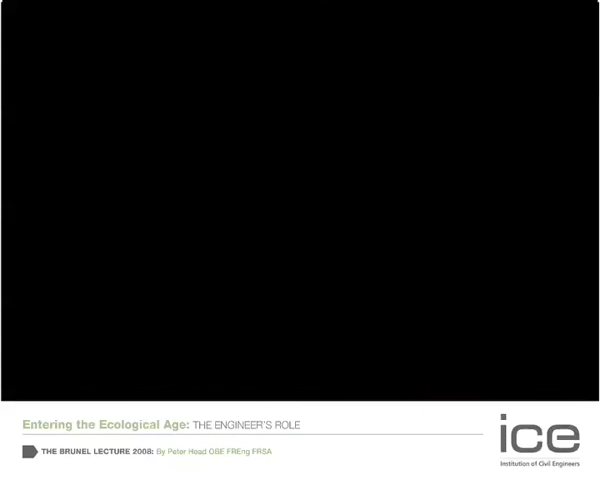 Entering the Ecological Age: THE ENGINEER'S ROLE
THE BRUNEL LECTURE 2008: By Peter Head OBE FREng FRSA
ice
Institution of Civil Engineers